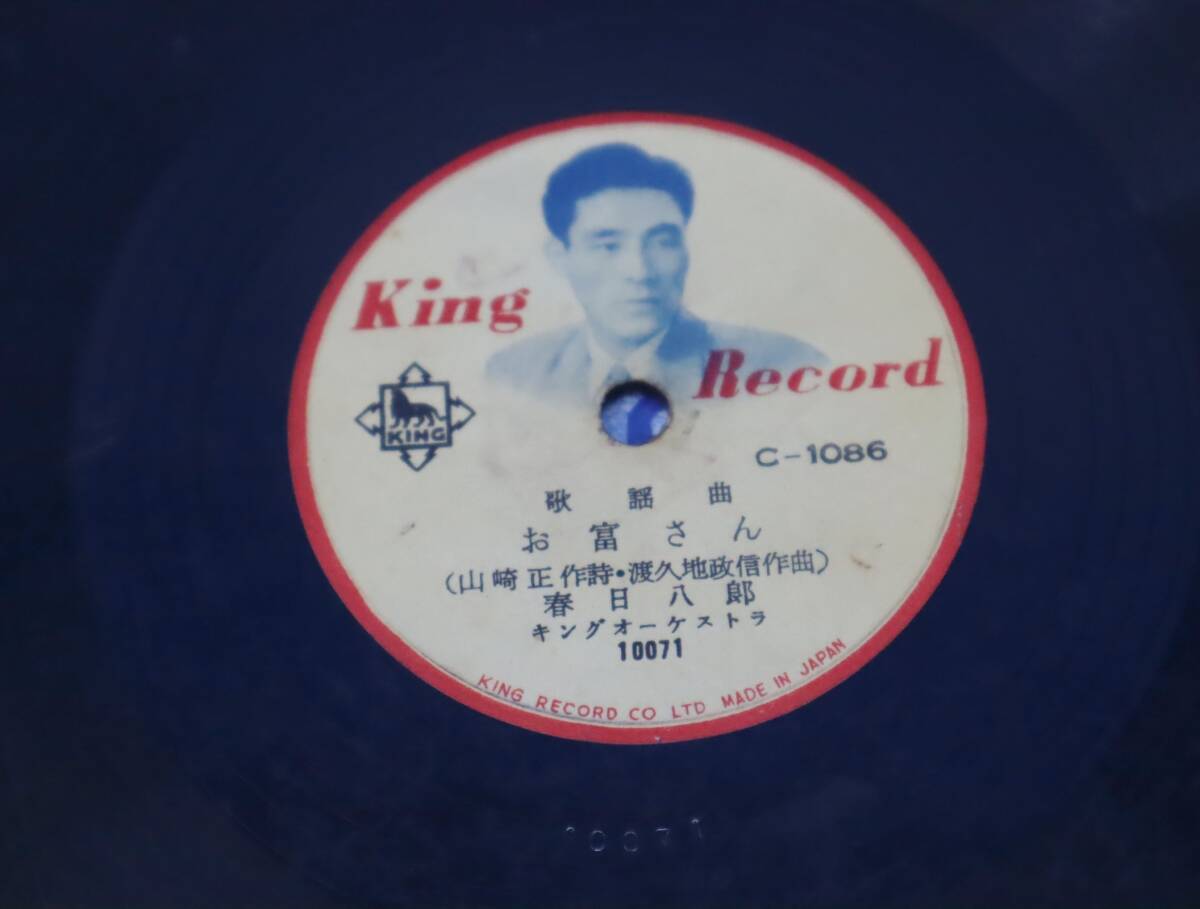 King
Record
KING
C-1086
歌謡曲
お富さん
(山崎正作詩・渡久地政信作曲)
春日八郎
キングオーケストラ
10071
KING RECORD CO LTD MADE IN JAPAN
10071